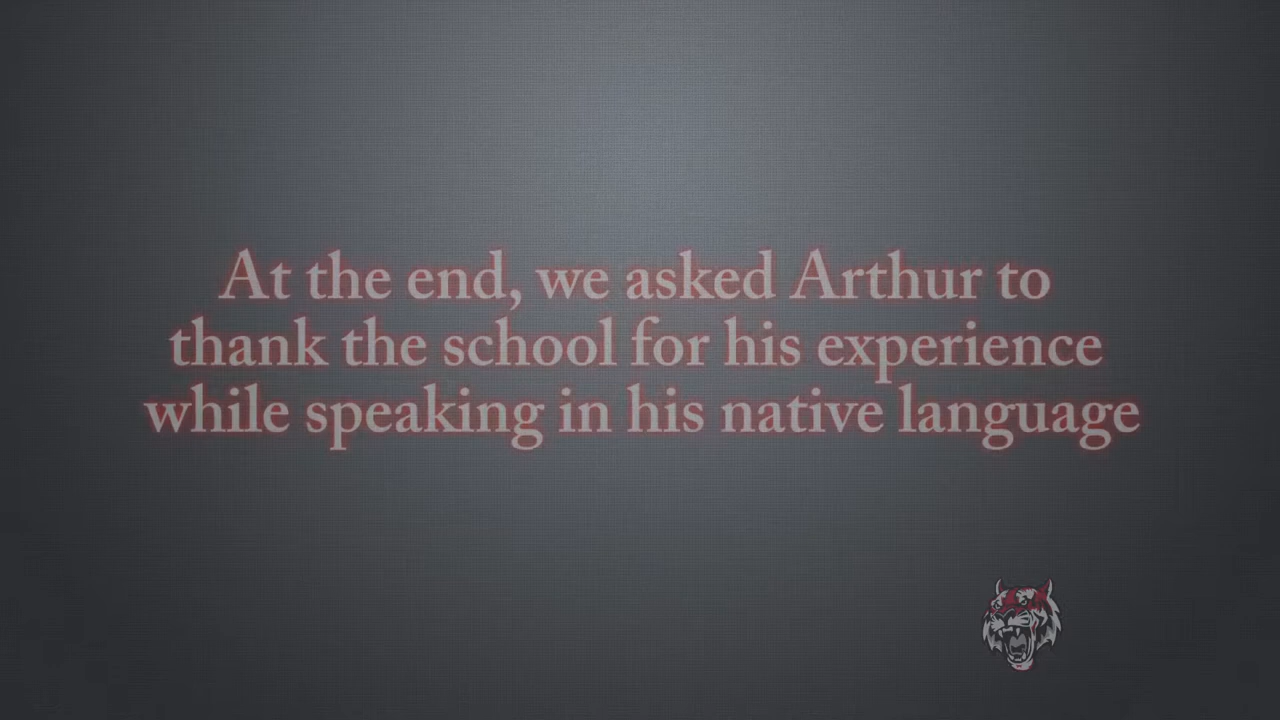 At the end, we asked Arthur to
thank the school for his experience
while speaking in his native language